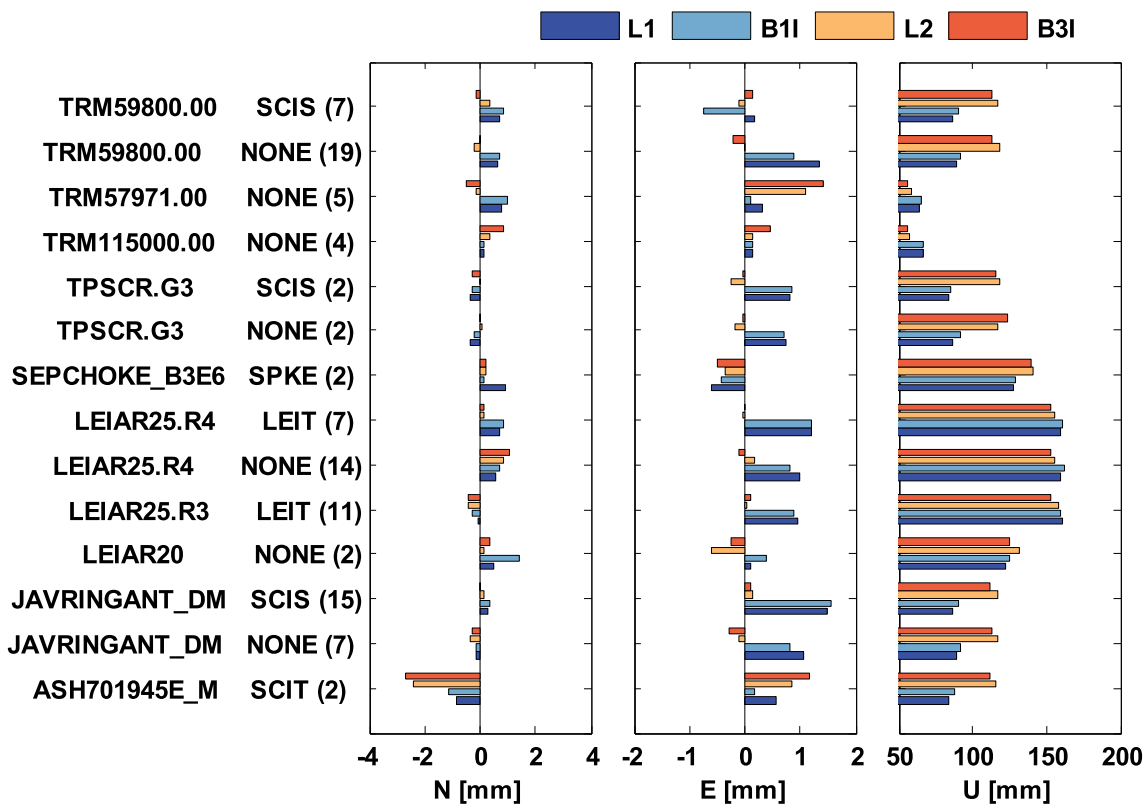 L1 B1I L2 B3I
TRM59800.00 SCIS (7)
TRM59800.00 NONE (19)
TRM57971.00 NONE (5)
TRM115000.00 NONE (4)
TPSCR.G3 SCIS (2)
TPSCR.G3 NONE (2)
SEPCHOKE_B3E6 SPKE (2)
LEIAR25.R4 LEIT (7)
LEIAR25.R4 NONE (14)
LEIAR25.R3 LEIT (11)
LEIAR20 NONE (2)
JAVRINGANT_DM SCIS (15)
JAVRINGANT_DM NONE (7)
ASH701945E_M SCIT (2)
-4 -2 0 2 4
N [mm]
-2 -1 0 1 2
E [mm]
50 100 150 200
U [mm]